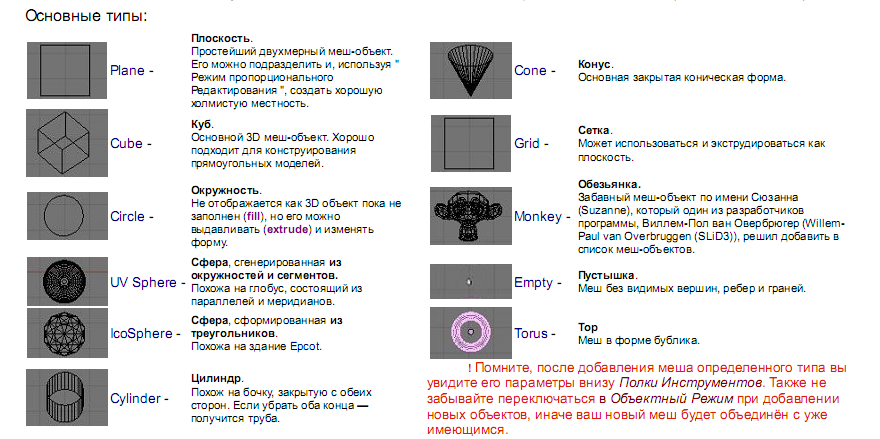 Основные типы:
Plane -
Плоскость.
Простейший двухмерный меш-объект.
Его можно подразделить и, используя "
Режим пропорционального
Редактирования ", создать хорошую
холмистую местность.
Cube -
Куб.
Основной 3D меш-объект. Хорошо
подходит для конструирования
прямоугольных моделей.
Circle -
Окружность.
Не отображается как 3D объект пока не
заполнен (fill), но его можно
выдавливать (extrude) и изменять
форму.
UV Sphere -
Сфера, сгенерированная из
окружностей и сегментов.
Похожа на глобус, состоящий из
параллелей и меридианов.
IcoSphere -
Сфера, сформированная из
треугольников.
Похожа на здание Epcot.
Cylinder -
Цилиндр.
Похож на бочку, закрытую с обеих
сторон. Если убрать оба конца —
получится труба.
Cone -
Конус.
Основная закрытая коническая форма.
Grid -
Сетка.
Может использоваться и экструдироваться как
плоскость.
Monkey -
Обезьянка.
Забавный меш-объект по имени Сюзанна
(Suzanne), который один из разработчиков
программы, Виллем-Пол ван Овербрюгер (Willem-
Paul van Overbruggen (SLiD3)), решил добавить в
список меш-объектов.
Empty -
Пустышка.
Меш без видимых вершин, ребер и граней.
Torus -
Тор
Меш в форме бублика.
! Помните, после добавления меша определенного типа вы
увидите его параметры внизу Полки Инструментов. Также не
забывайте переключаться в Объектный Режим при добавлении
новых объектов, иначе ваш новый меш будет объединён с уже
имеющимся.